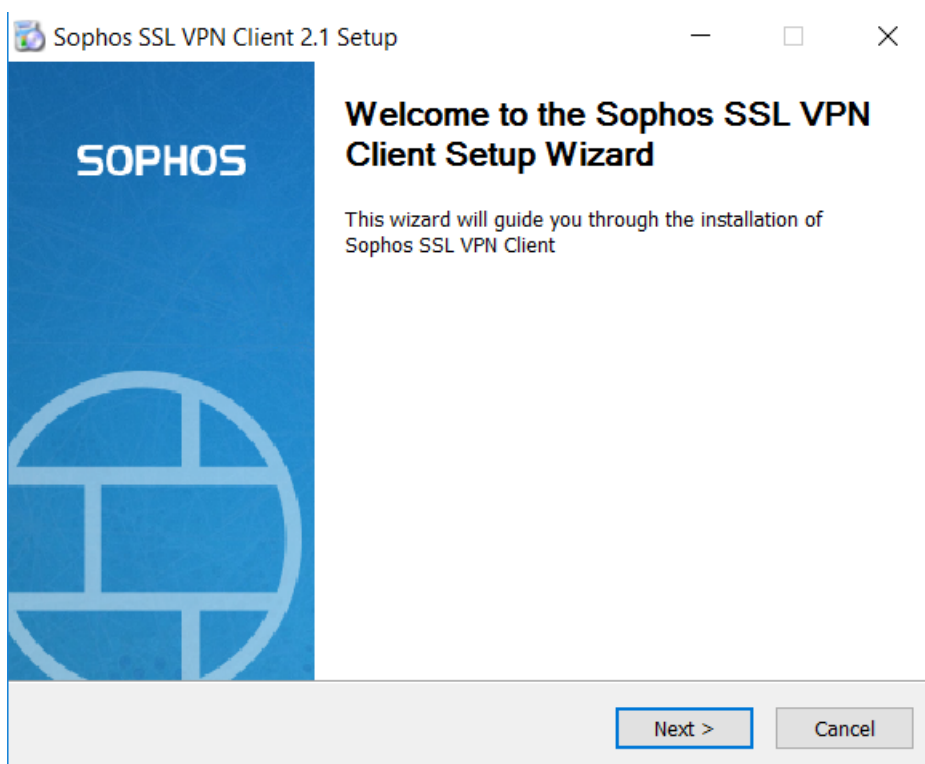 Sophos SSL VPN Client 2.1 Setup
SOPHOS
Welcome to the Sophos SSL VPN
Client Setup Wizard
This wizard will guide you through the installation of
Sophos SSL VPN Client
Next >
Cancel